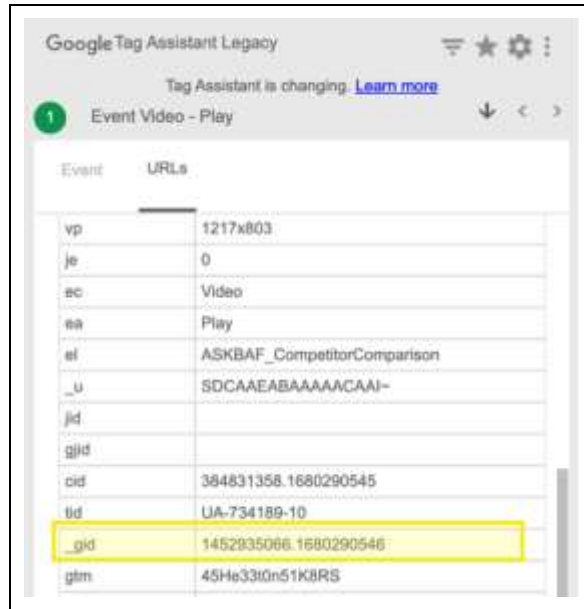 Google Tag Assistant Legacy
Tag Assistant is changing. Learn more
1 Event Video - Play
Event URLs
vp 1217x803
je 0
ec Video
ea Play
el ASKBAF_CompetitorComparison
_u SDCAAEABAAAAACAAI~
jid
gjid
cid 384831358.1680290545
tid UA-734189-10
_gid 1452935066.1680290546
gtm 45He33t0n51K8RS